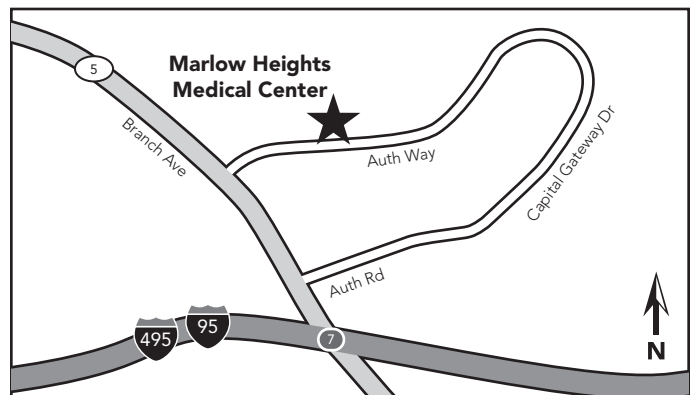 5
Marlow Heights
Medical Center
Branch Ave
Auth Way
Capital Gateway Dr
Auth Rd
495
95
7
N